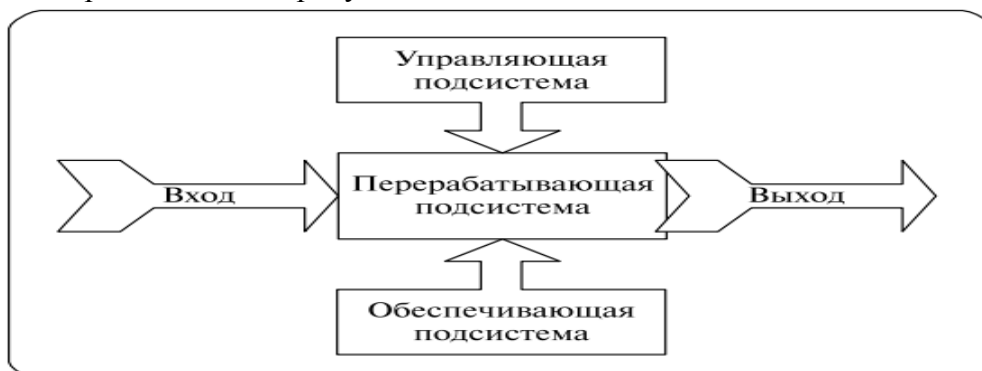 Управляющая
подсистема
Вход
Перерабатывающая
подсистема
Выход
Обеспечивающая
подсистема